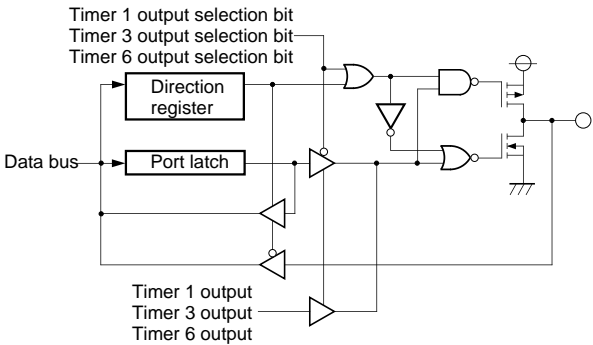 Timer 1 output selection bit
Timer 3 output selection bit
Timer 6 output selection bit
Direction
register
Data bus
Port latch
Timer 1 output
Timer 3 output
Timer 6 output